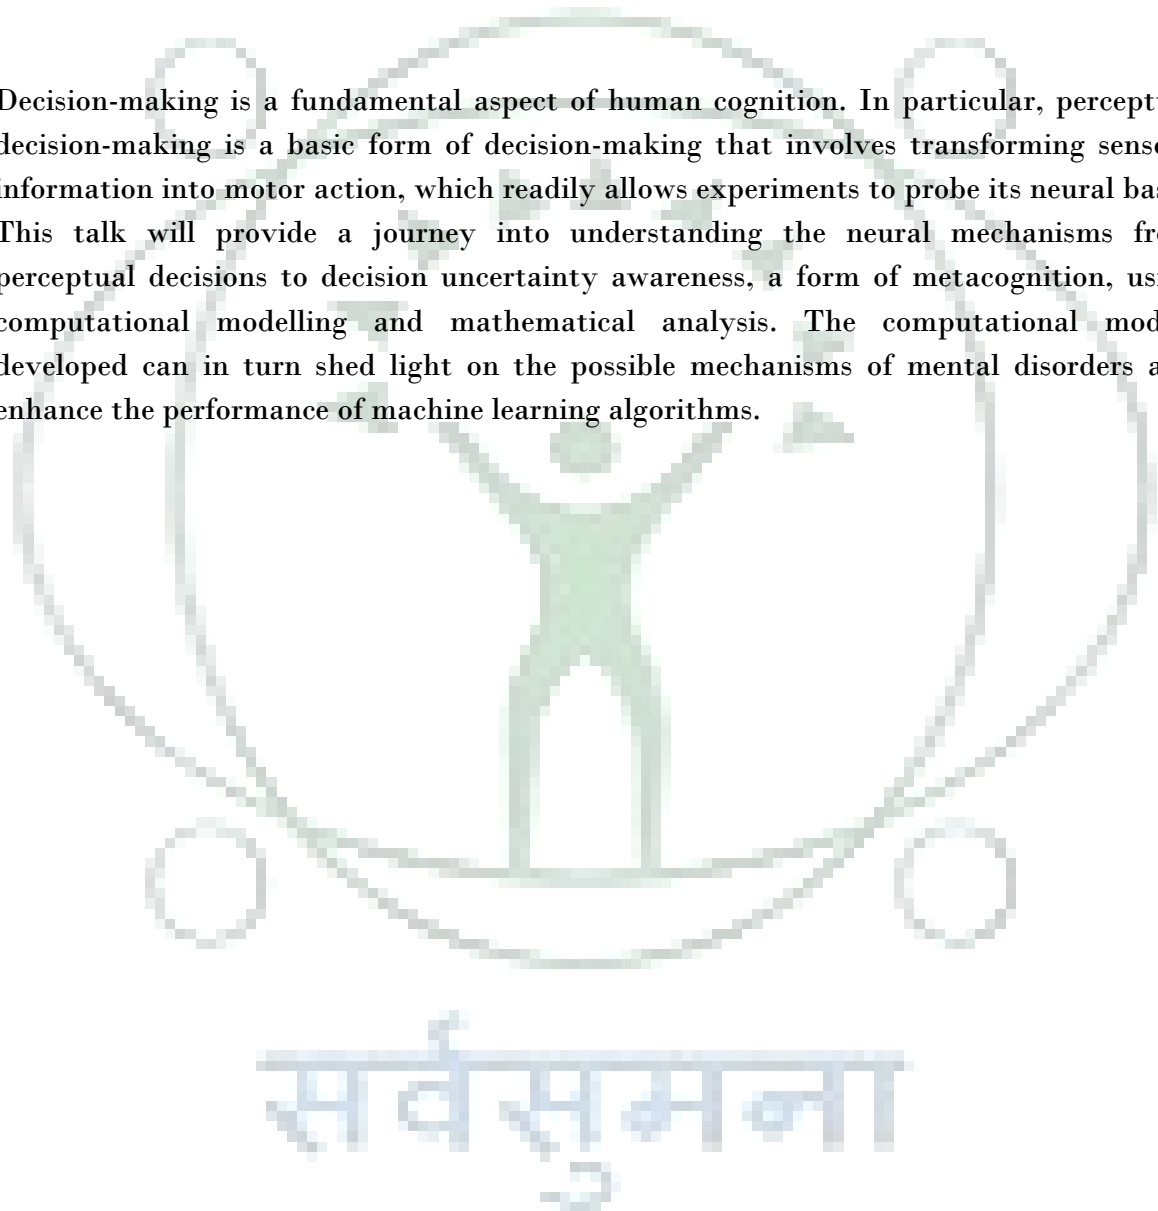 Decision-making is a fundamental aspect of human cognition. In particular, percept
decision-making is a basic form of decision-making that involves transforming sens
information into motor action, which readily allows experiments to probe its neural bas
This talk will provide a journey into understanding the neural mechanisms fr
perceptual decisions to decision uncertainty awareness, a form of metacognition, us
computational modelling and mathematical analysis. The computational mod
developed can in turn shed light on the possible mechanisms of mental disorders a
enhance the performance of machine learning algorithms.
सर्वसुमना